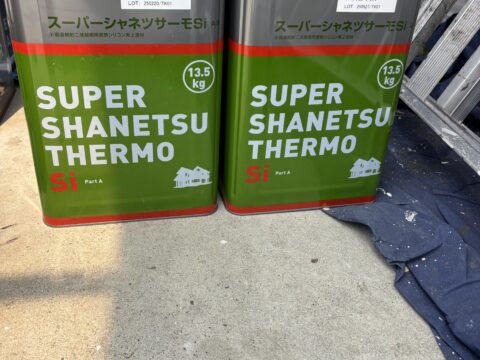 LOT : 250220-TK01
スーパーシャネツサーモSi
13.5
kg
SUPER
SHANETSU
THERMO
Si Part A
スーパーシャネツサーモSi
13.5
kg
SUPER
SHANETSU
THERMO
Si Part A